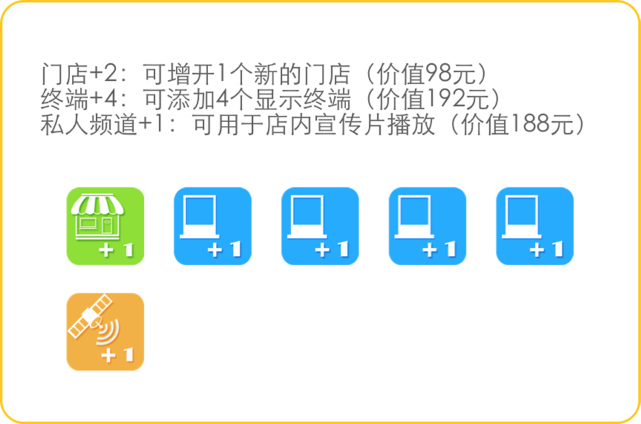 门店+2：可增开1个新的门店（价值98元）
终端+4：可添加4个显示终端（价值192元）
私人频道+1：可用于店内宣传片播放（价值188元）
+1 +1 +1 +1 +1
+1